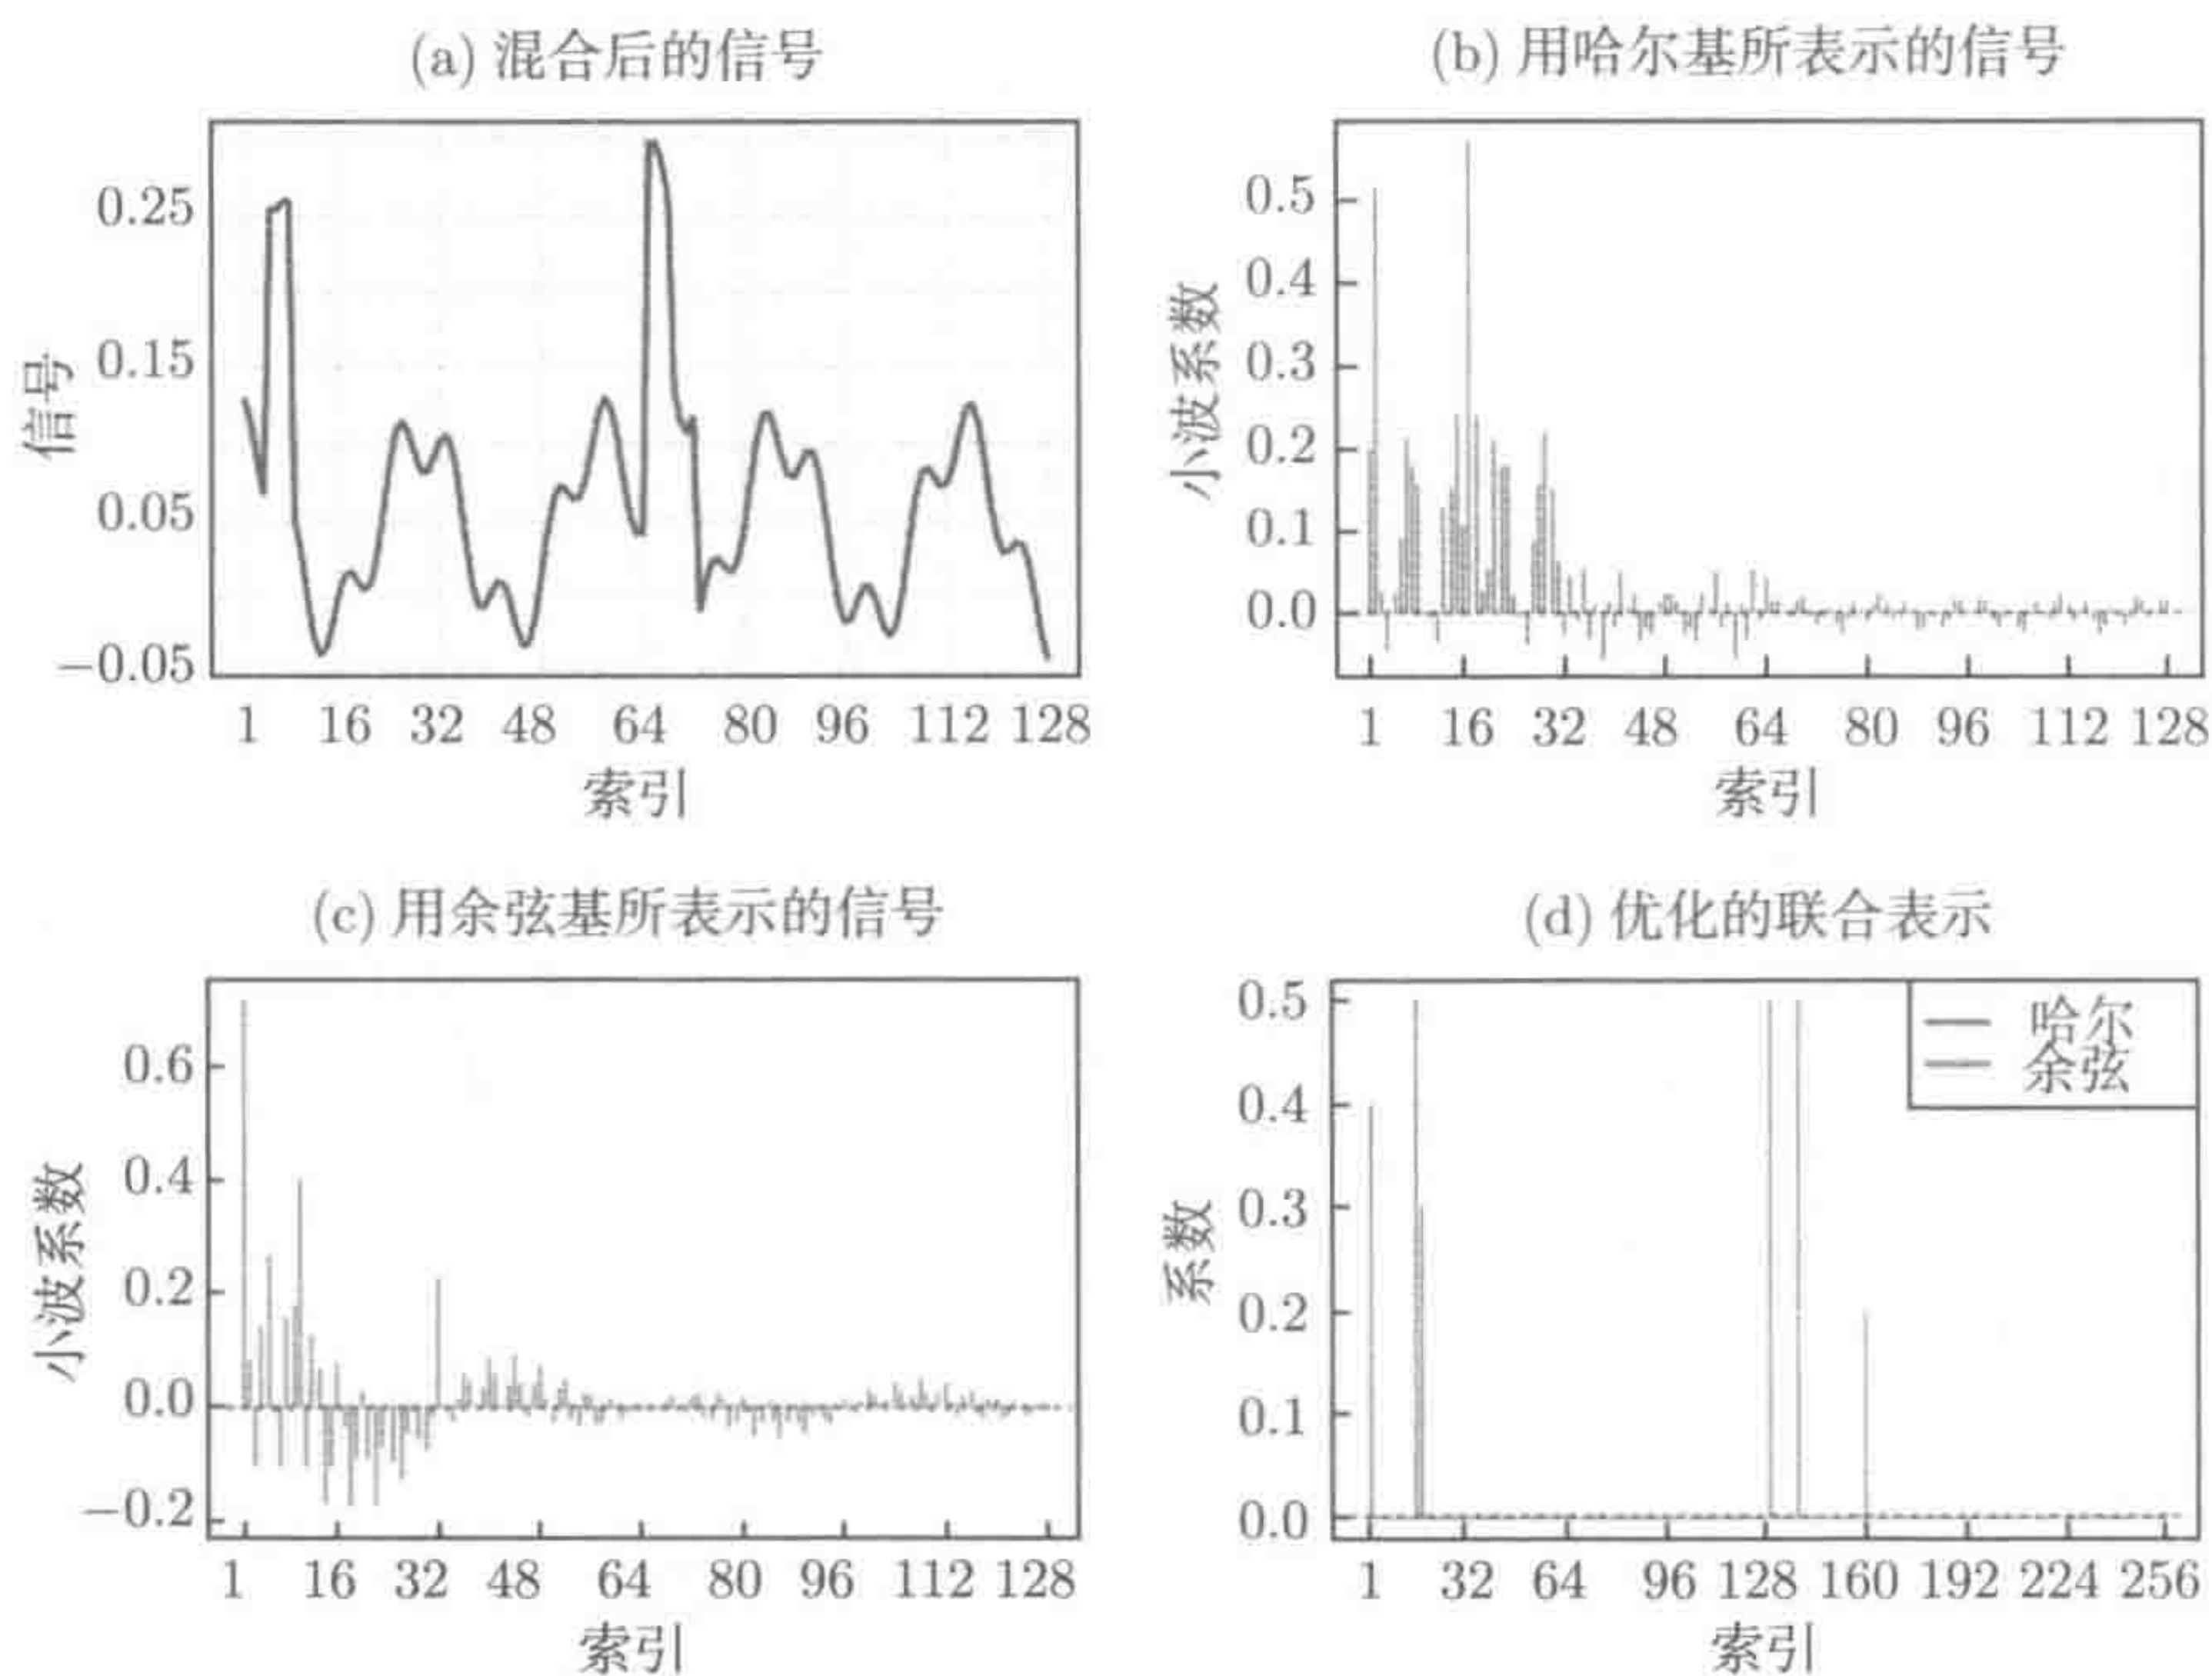 (a) 混合后的信号
0.25
0.15
0.05
−0.05
信号
1 16 32 48 64 80 96 112 128
索引
(b) 用哈尔基所表示的信号
0.5
0.4
0.3
0.2
0.1
0.0
小波系数
1 16 32 48 64 80 96 112 128
索引
(c) 用余弦基所表示的信号
0.6
0.4
0.2
0.0
−0.2
小波系数
1 16 32 48 64 80 96 112 128
索引
(d) 优化的联合表示
0.5
0.4
0.3
0.2
0.1
0.0
系数
哈尔
余弦
1 32 64 96 128 160 192 224 256
索引